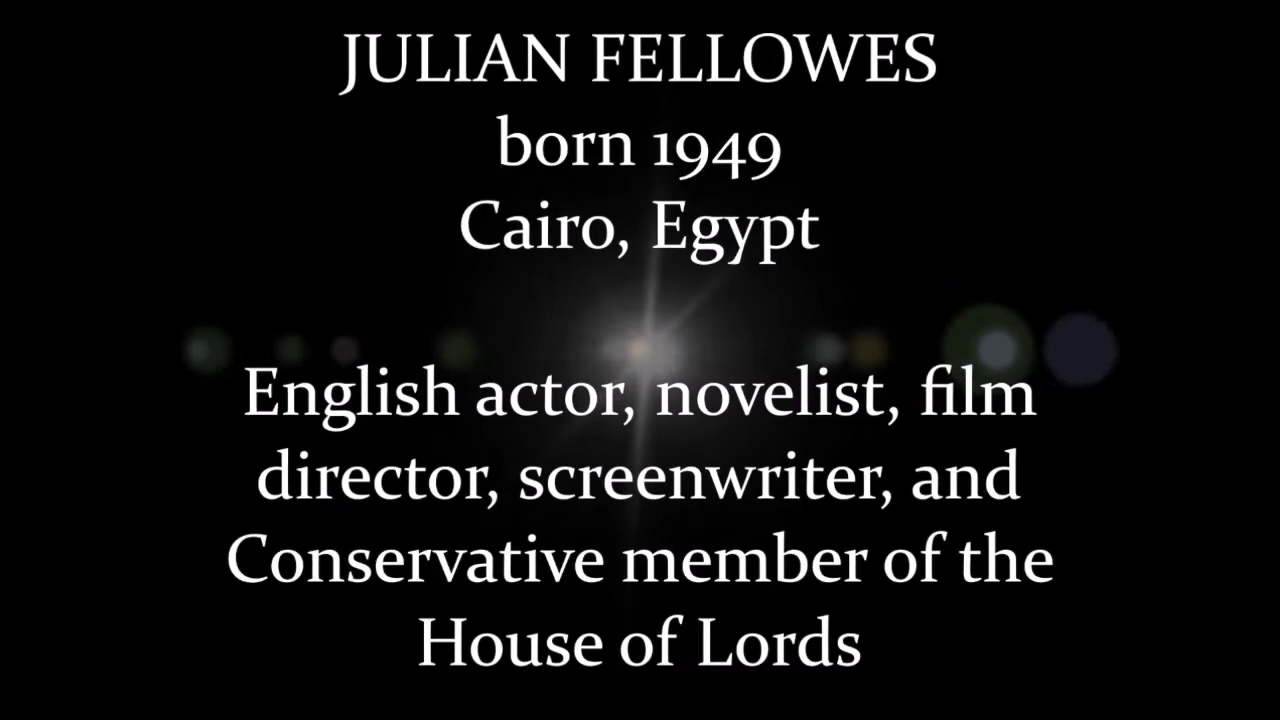 JULIAN FELLOWES
born 1949
Cairo, Egypt
English actor, novelist, film
director, screenwriter, and
Conservative member of the
House of Lords